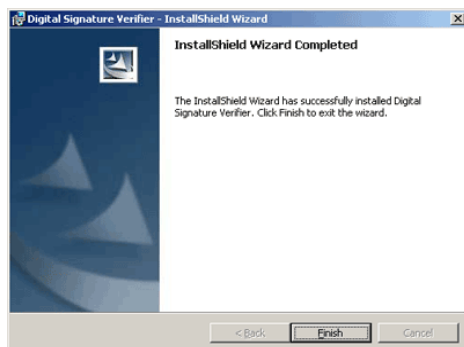 Digital Signature Verifier - InstallShield Wizard
InstallShield Wizard Completed
The InstallShield Wizard has successfully installed Digital
Signature Verifier. Click Finish to exit the wizard.
< Back Finish Cancel